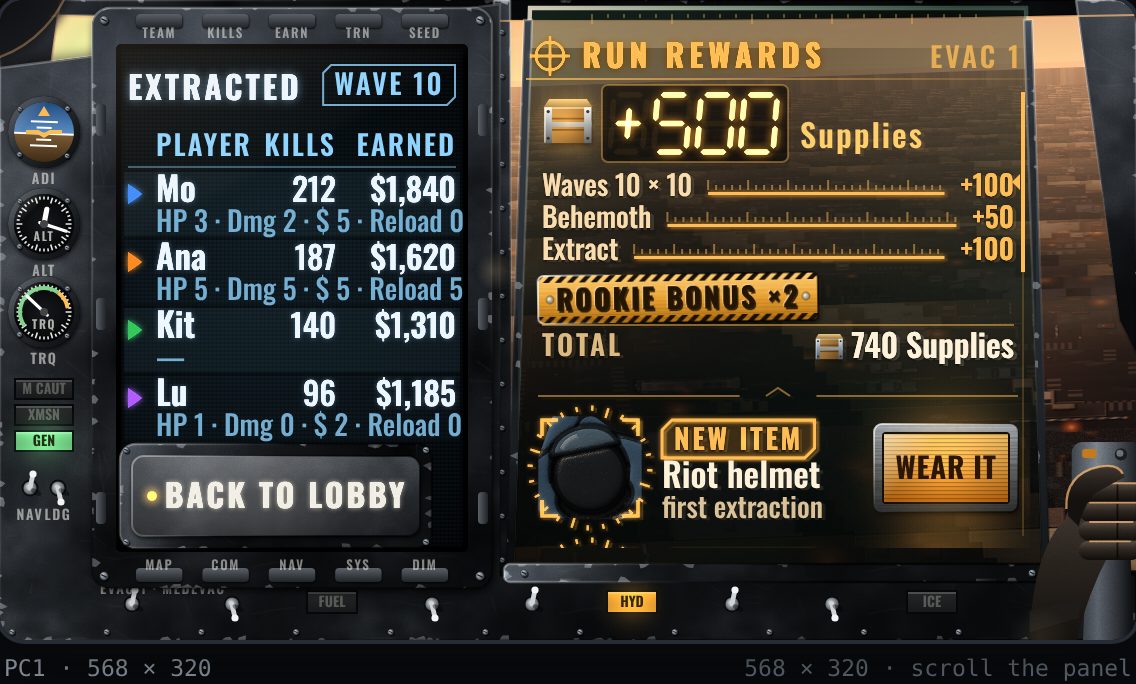 TEAM KILLS EARN TRN SEED
EXTRACTED WAVE 10
PLAYER KILLS EARNED
Mo 212 $1,840
HP 3 · Dmg 2 · $ 5 · Reload 0
Ana 187 $1,620
HP 5 · Dmg 5 · $ 5 · Reload 5
Kit 140 $1,310
—
Lu 96 $1,185
HP 1 · Dmg 0 · $ 2 · Reload 0
BACK TO LOBBY
MAP COM NAV SYS DIM
ADI
ALT
ALT
TRQ
TRQ
M CAUT
XMSN
GEN
NAV LDG
RUN REWARDS EVAC 1
+500 Supplies
Waves 10 × 10 +100
Behemoth +50
Extract +100
ROOKIE BONUS ×2
TOTAL 740 Supplies
NEW ITEM
Riot helmet
first extraction
WEAR IT
FUEL HYD ICE
PC1 · 568 × 320
568 × 320 · scroll the panel